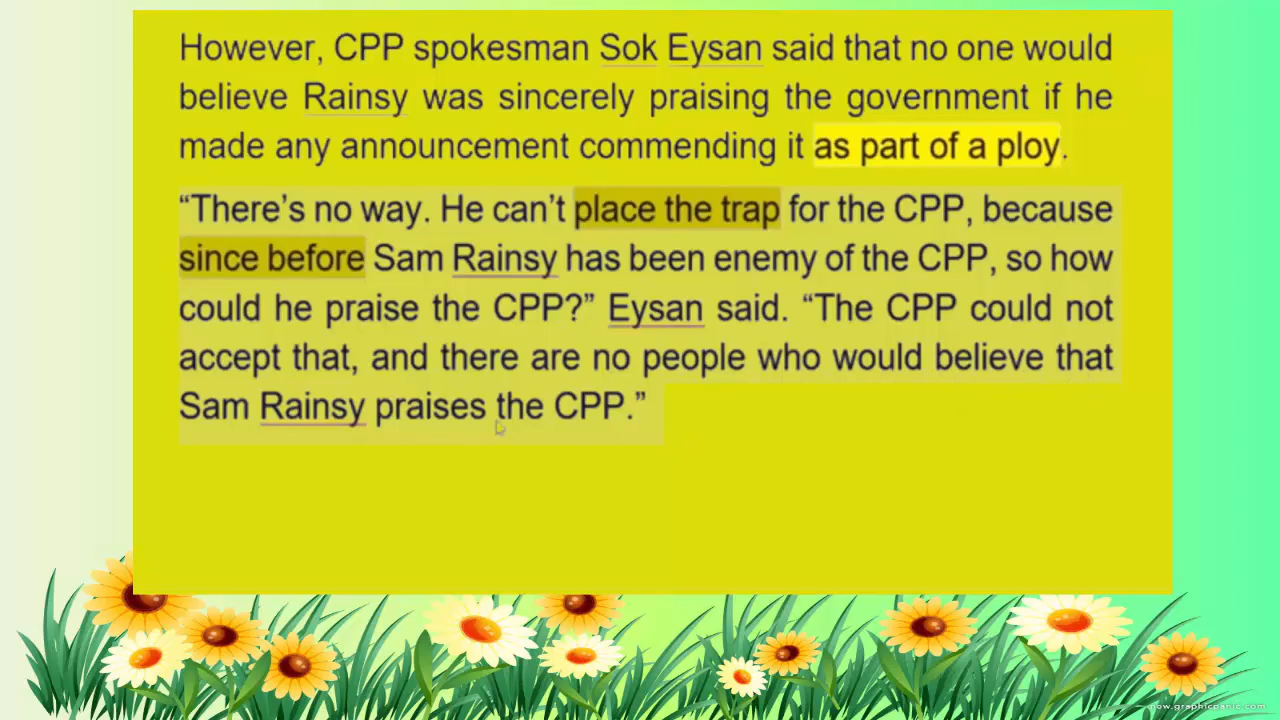 However, CPP spokesman Sok Eysan said that no one would
believe Rainsy was sincerely praising the government if he
made any announcement commending it as part of a ploy.
“There’s no way. He can’t place the trap for the CPP, because
since before Sam Rainsy has been enemy of the CPP, so how
could he praise the CPP?” Eysan said. “The CPP could not
accept that, and there are no people who would believe that
Sam Rainsy praises the CPP.”
now.graphicpanic.com